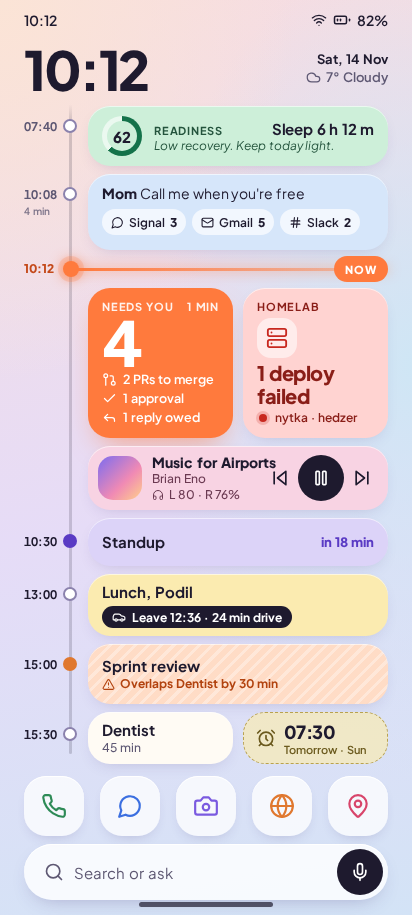 10:12
82%
10:12
Sat, 14 Nov
7° Cloudy
07:40
62
READINESS
Sleep 6 h 12 m
Low recovery. Keep today light.
10:08
4 min
Mom Call me when you're free
Signal 3
Gmail 5
Slack 2
10:12
NOW
NEEDS YOU 1 MIN
4
2 PRs to merge
1 approval
1 reply owed
HOMELAB
1 deploy
failed
nytka · hedzer
Music for Airports
Brian Eno
L 80 · R 76%
10:30
Standup
in 18 min
13:00
Lunch, Podil
Leave 12:36 · 24 min drive
15:00
Sprint review
Overlaps Dentist by 30 min
15:30
Dentist
45 min
07:30
Tomorrow · Sun
Search or ask